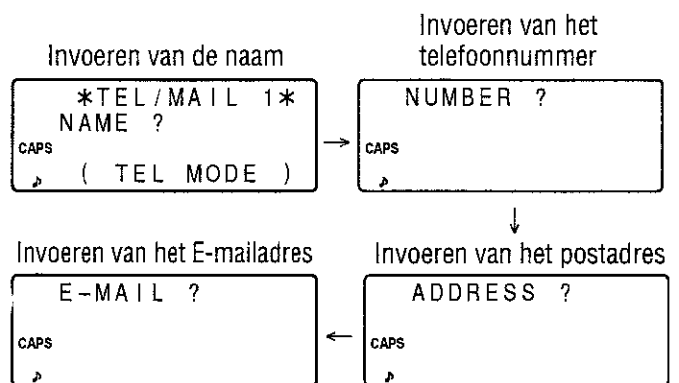 Invoeren van de naam
*TEL/MAIL 1*
NAME ?
CAPS
♪ ( TEL MODE )
→
Invoeren van het
telefoonnummer
NUMBER ?
CAPS
♪
↓
Invoeren van het postadres
ADDRESS ?
CAPS
♪
←
Invoeren van het E-mailadres
E-MAIL ?
CAPS
♪